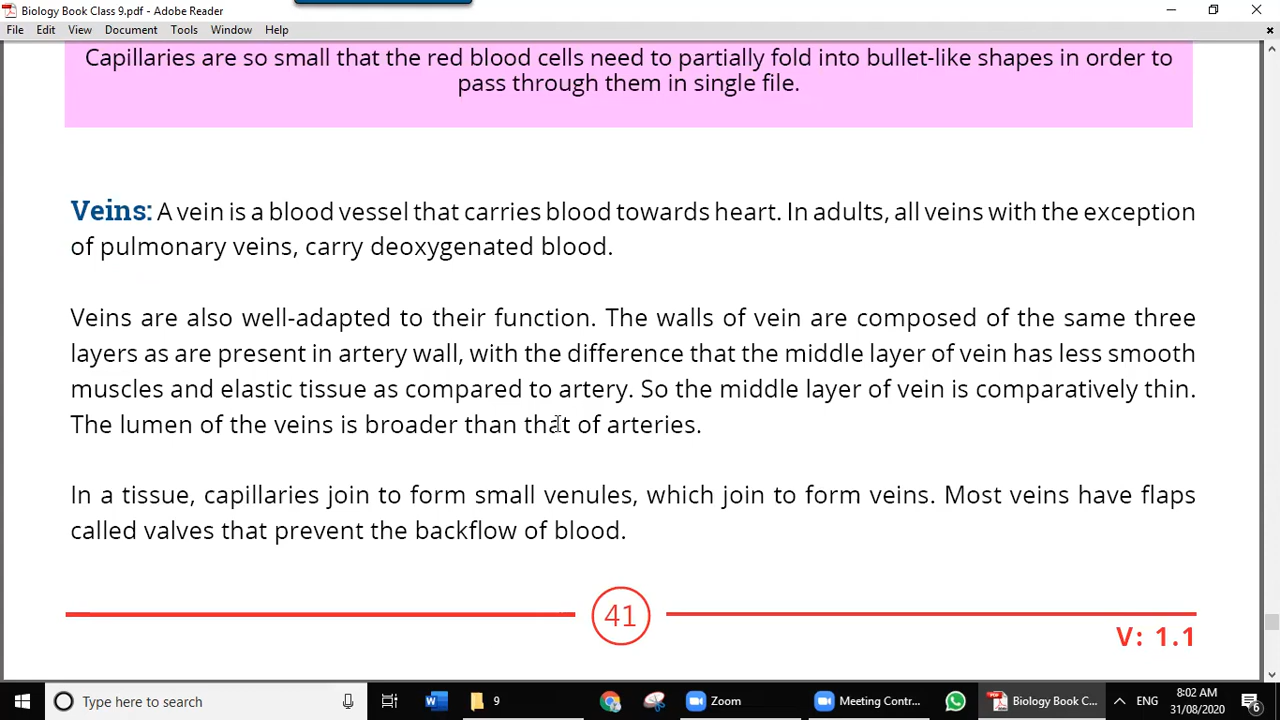 Biology Book Class 9.pdf - Adobe Reader
File Edit View Document Tools Window Help
Capillaries are so small that the red blood cells need to partially fold into bullet-like shapes in order to
pass through them in single file.
Veins: A vein is a blood vessel that carries blood towards heart. In adults, all veins with the exception
of pulmonary veins, carry deoxygenated blood.
Veins are also well-adapted to their function. The walls of vein are composed of the same three
layers as are present in artery wall, with the difference that the middle layer of vein has less smooth
muscles and elastic tissue as compared to artery. So the middle layer of vein is comparatively thin.
The lumen of the veins is broader than that of arteries.
In a tissue, capillaries join to form small venules, which join to form veins. Most veins have flaps
called valves that prevent the backflow of blood.
41
V: 1.1
Type here to search 9 Zoom Meeting Contr... Biology Book C... ENG 8:02 AM
31/08/2020 6